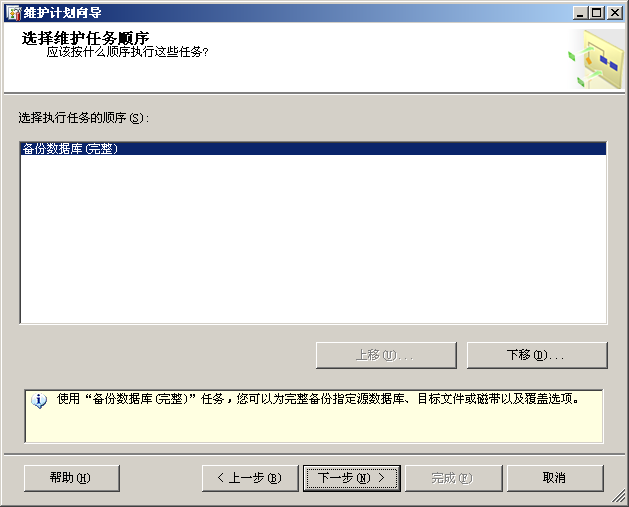 维护计划向导
选择维护任务顺序
应该按什么顺序执行这些任务?
选择执行任务的顺序(S):
备份数据库(完整)
上移(U)... 下移(D)...
使用“备份数据库(完整)”任务，您可以为完整备份指定源数据库、目标文件或磁带以及覆盖选项。
帮助(H) < 上一步(B) 下一步(N) > 完成(F) 取消